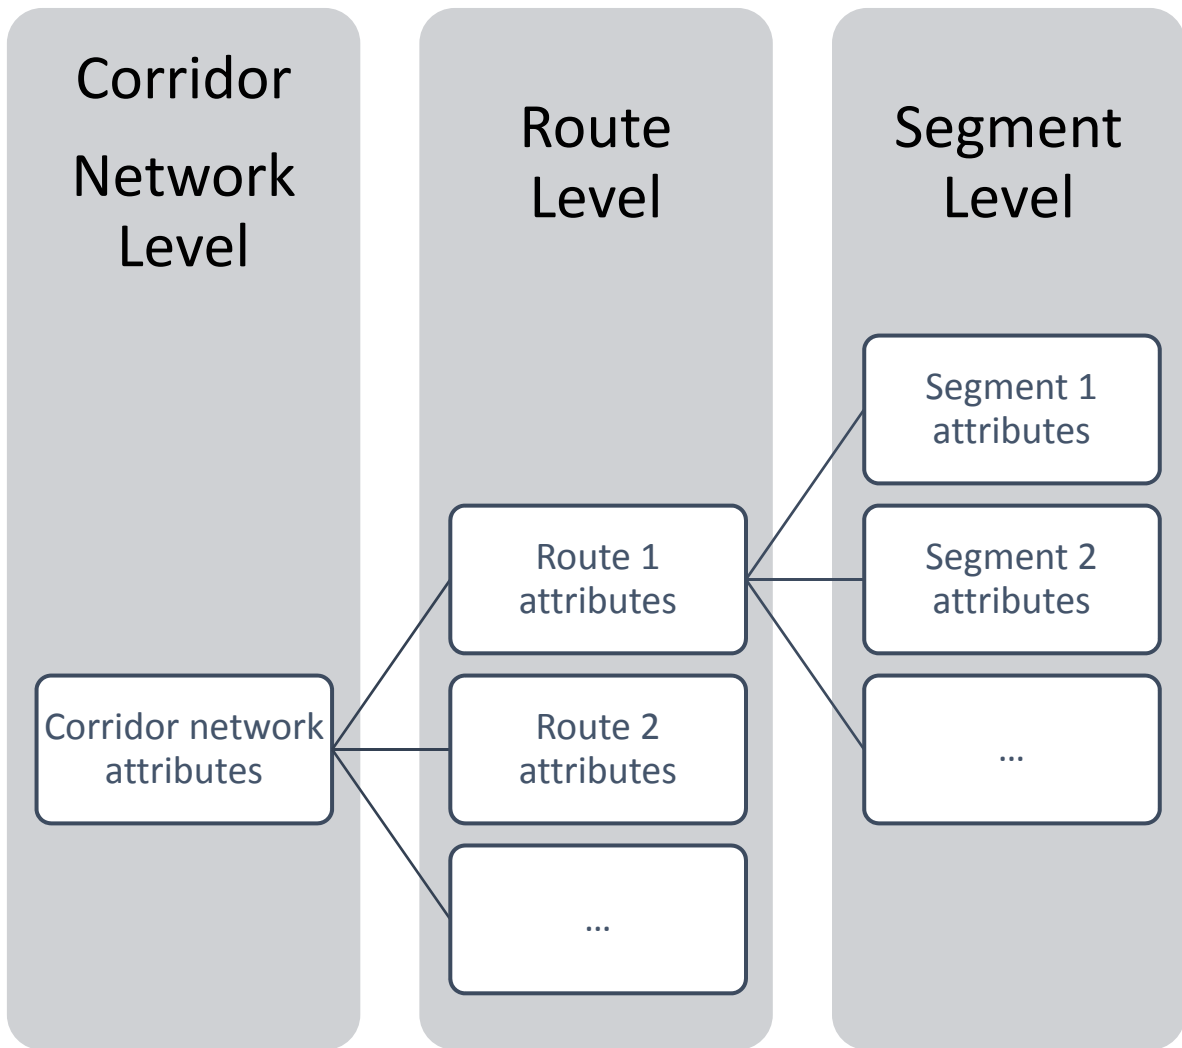 Corridor
Network
Level
Route
Level
Segment
Level
Corridor network
attributes
Route 1
attributes
Route 2
attributes
...
Segment 1
attributes
Segment 2
attributes
...